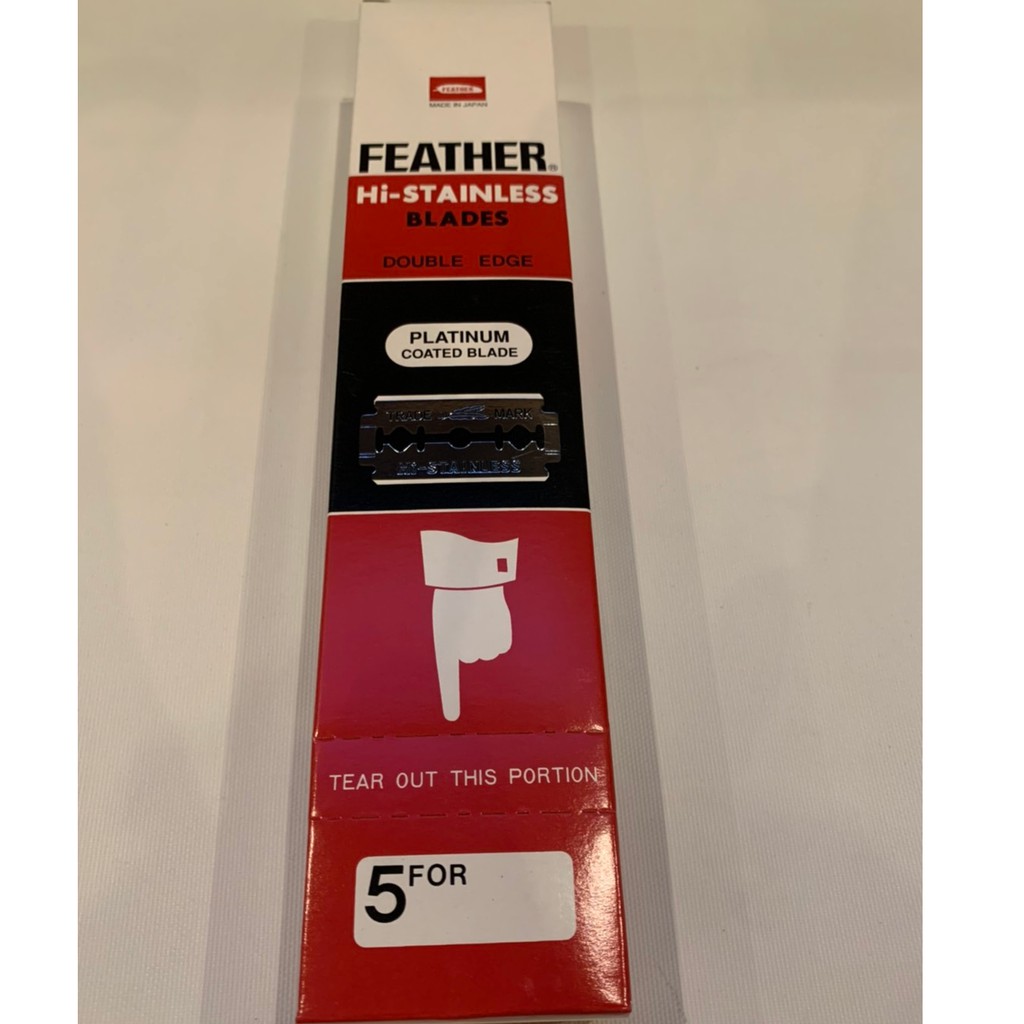 FEATHER
MADE IN JAPAN
FEATHER®
Hi-STAINLESS
BLADES
DOUBLE EDGE
PLATINUM
COATED BLADE
TRADE MARK
Hi-STAINLESS
TEAR OUT THIS PORTION
5 FOR